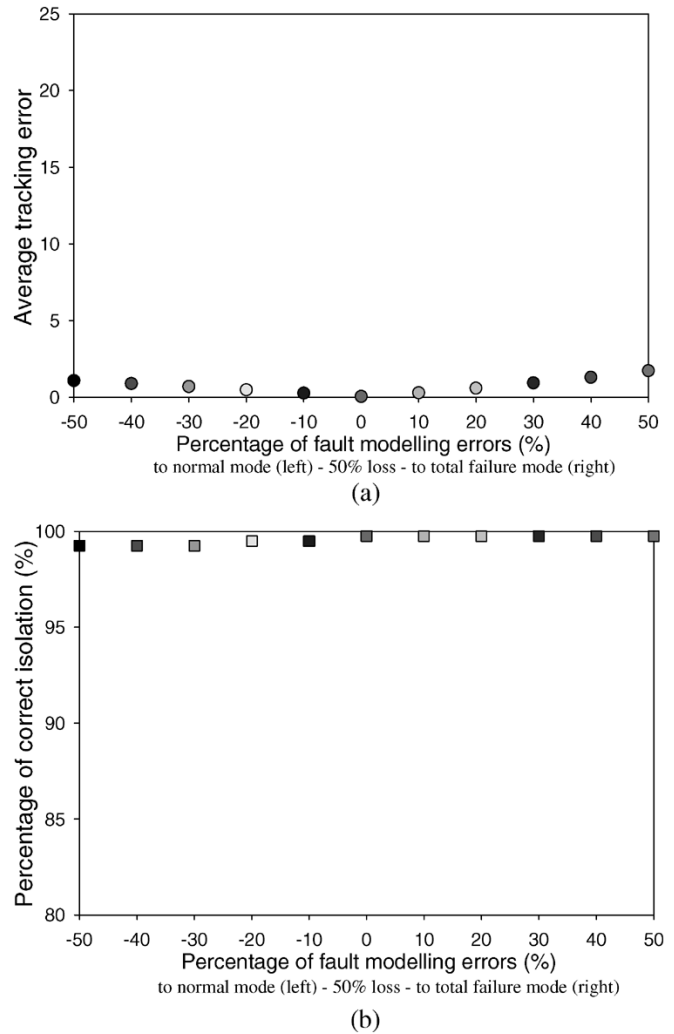 25
20
15
10
5
0
Average tracking error
-50 -40 -30 -20 -10 0 10 20 30 40 50
Percentage of fault modelling errors (%)
to normal mode (left) - 50% loss - to total failure mode (right)
(a)
100
95
90
85
80
Percentage of correct isolation (%)
-50 -40 -30 -20 -10 0 10 20 30 40 50
Percentage of fault modelling errors (%)
to normal mode (left) - 50% loss - to total failure mode (right)
(b)